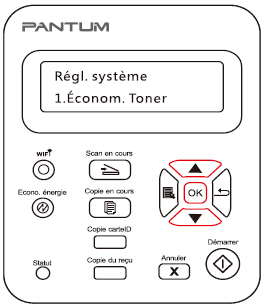 PANTUM
Régl. système
1.Économ. Toner
WiFi
Scan en cours
OK
Econo. énergie
Copie en cours
Copie carteID
Démarrer
Statut
Copie du reçu
Annuler
X